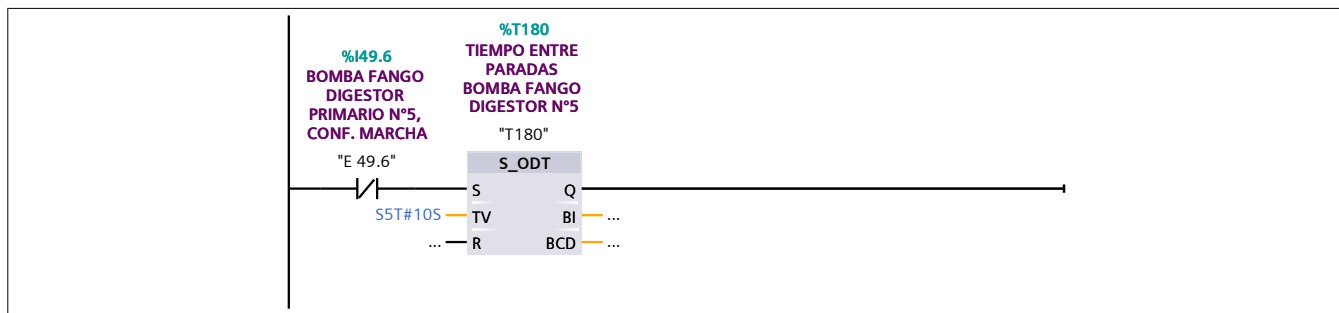 %T180
TIEMPO ENTRE
PARADAS
BOMBA FANGO
DIGESTOR N°5
"T180"
%I49.6
BOMBA FANGO
DIGESTOR
PRIMARIO N°5,
CONF. MARCHA
"E 49.6"
S_ODT
S Q
S5T#10S TV BI ...
... R BCD ...